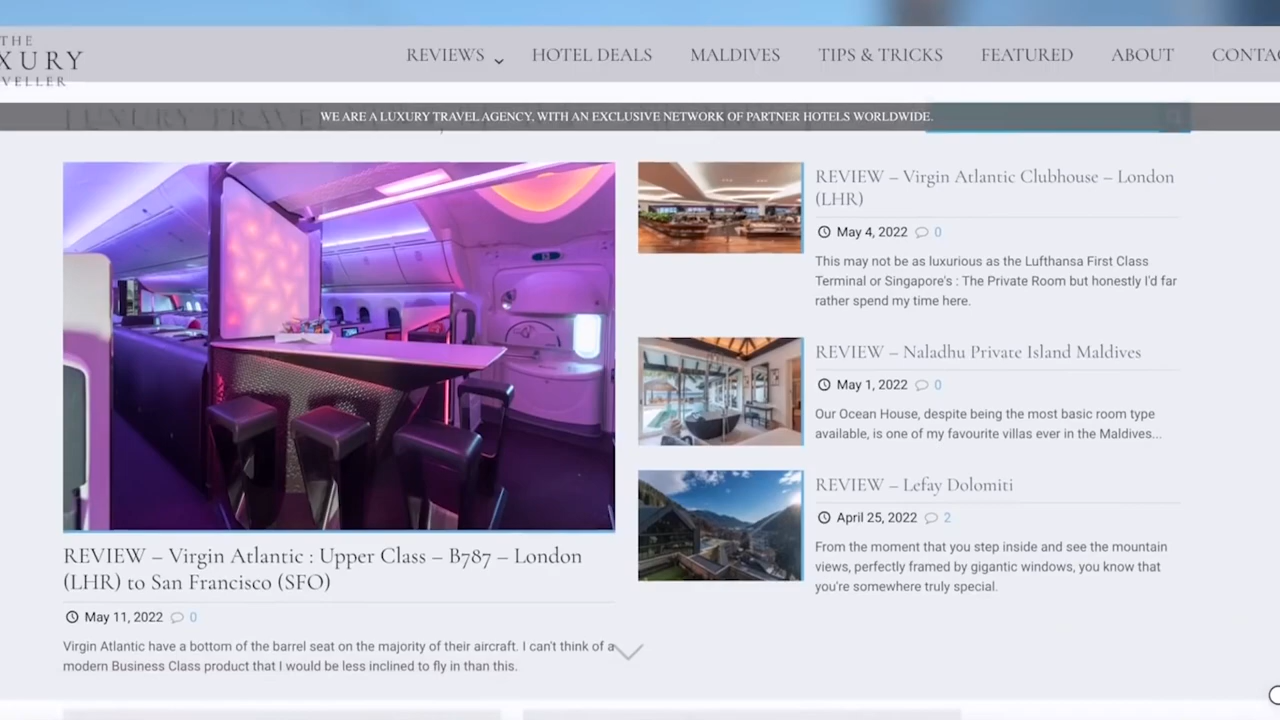 THE
XURY
VELLER
REVIEWS
HOTEL DEALS
MALDIVES
TIPS & TRICKS
FEATURED
ABOUT
CONTA
LUXURY TRAVEL
WE ARE A LUXURY TRAVEL AGENCY, WITH AN EXCLUSIVE NETWORK OF PARTNER HOTELS WORLDWIDE.
REVIEW – Virgin Atlantic : Upper Class – B787 – London
(LHR) to San Francisco (SFO)
May 11, 2022 0
Virgin Atlantic have a bottom of the barrel seat on the majority of their aircraft. I can't think of a
modern Business Class product that I would be less inclined to fly in than this.
REVIEW – Virgin Atlantic Clubhouse – London
(LHR)
May 4, 2022 0
This may not be as luxurious as the Lufthansa First Class
Terminal or Singapore's : The Private Room but honestly I'd far
rather spend my time here.
REVIEW – Naladhu Private Island Maldives
May 1, 2022 0
Our Ocean House, despite being the most basic room type
available, is one of my favourite villas ever in the Maldives...
REVIEW – Lefay Dolomiti
April 25, 2022 2
From the moment that you step inside and see the mountain
views, perfectly framed by gigantic windows, you know that
you're somewhere truly special.